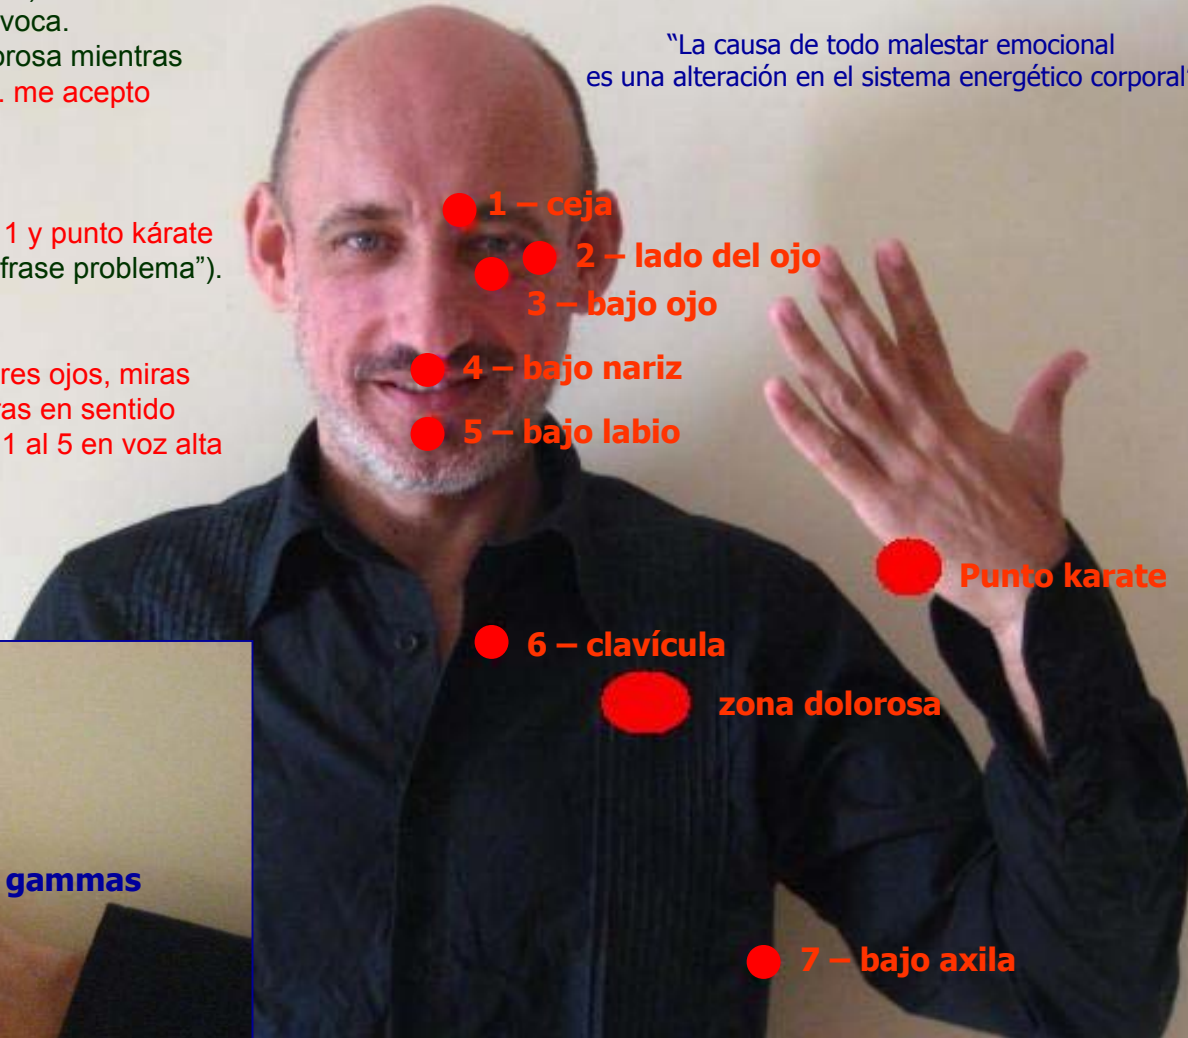 voca.
orosa mientras
. me acepto
1 y punto kárate
frase problema”).
res ojos, miras
ras en sentido
1 al 5 en voz alta
“La causa de todo malestar emocional
es una alteración en el sistema energético corporal”
1 – ceja
2 – lado del ojo
3 – bajo ojo
4 – bajo nariz
5 – bajo labio
Punto karate
6 – clavícula
zona dolorosa
gammas
7 – bajo axila